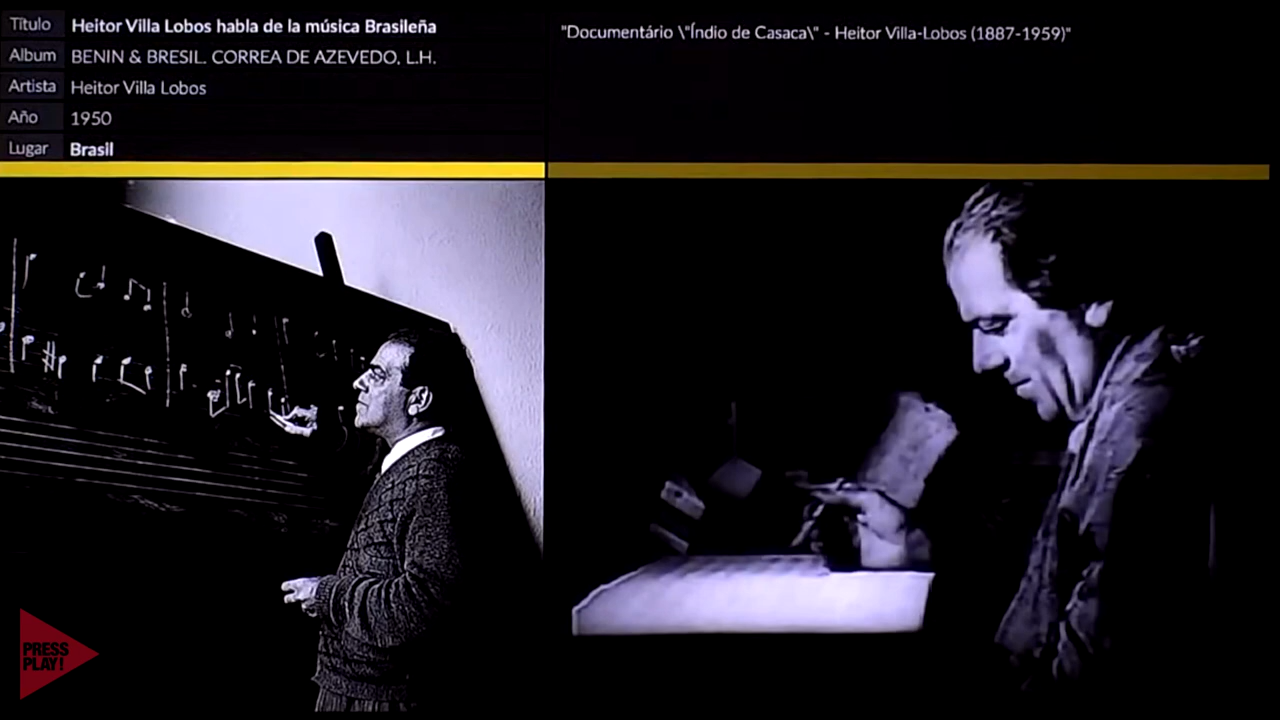 Título Heitor Villa Lobos habla de la música Brasileña
Album BENIN & BRESIL. CORREA DE AZEVEDO, L.H.
Artista Heitor Villa Lobos
Año 1950
Lugar Brasil
"Documentário \"Índio de Casaca\" - Heitor Villa-Lobos (1887-1959)"
PRESS
PLAY!